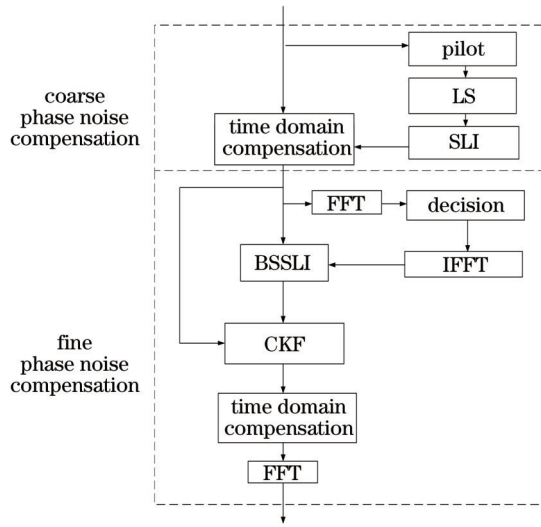 pilot
coarse
phase noise
compensation
LS
time domain
compensation
SLI
FFT
decision
BSSLI
IFFT
fine
phase noise
compensation
CKF
time domain
compensation
FFT